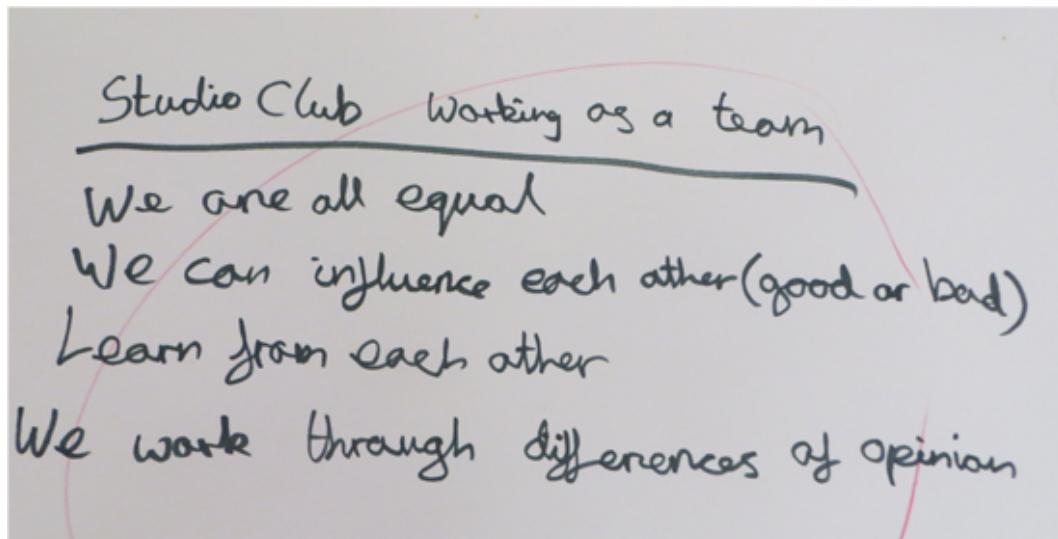 Studio Club Working as a team
We are all equal
We can influence each other (good or bad)
Learn from each other
We work through differences of opinion